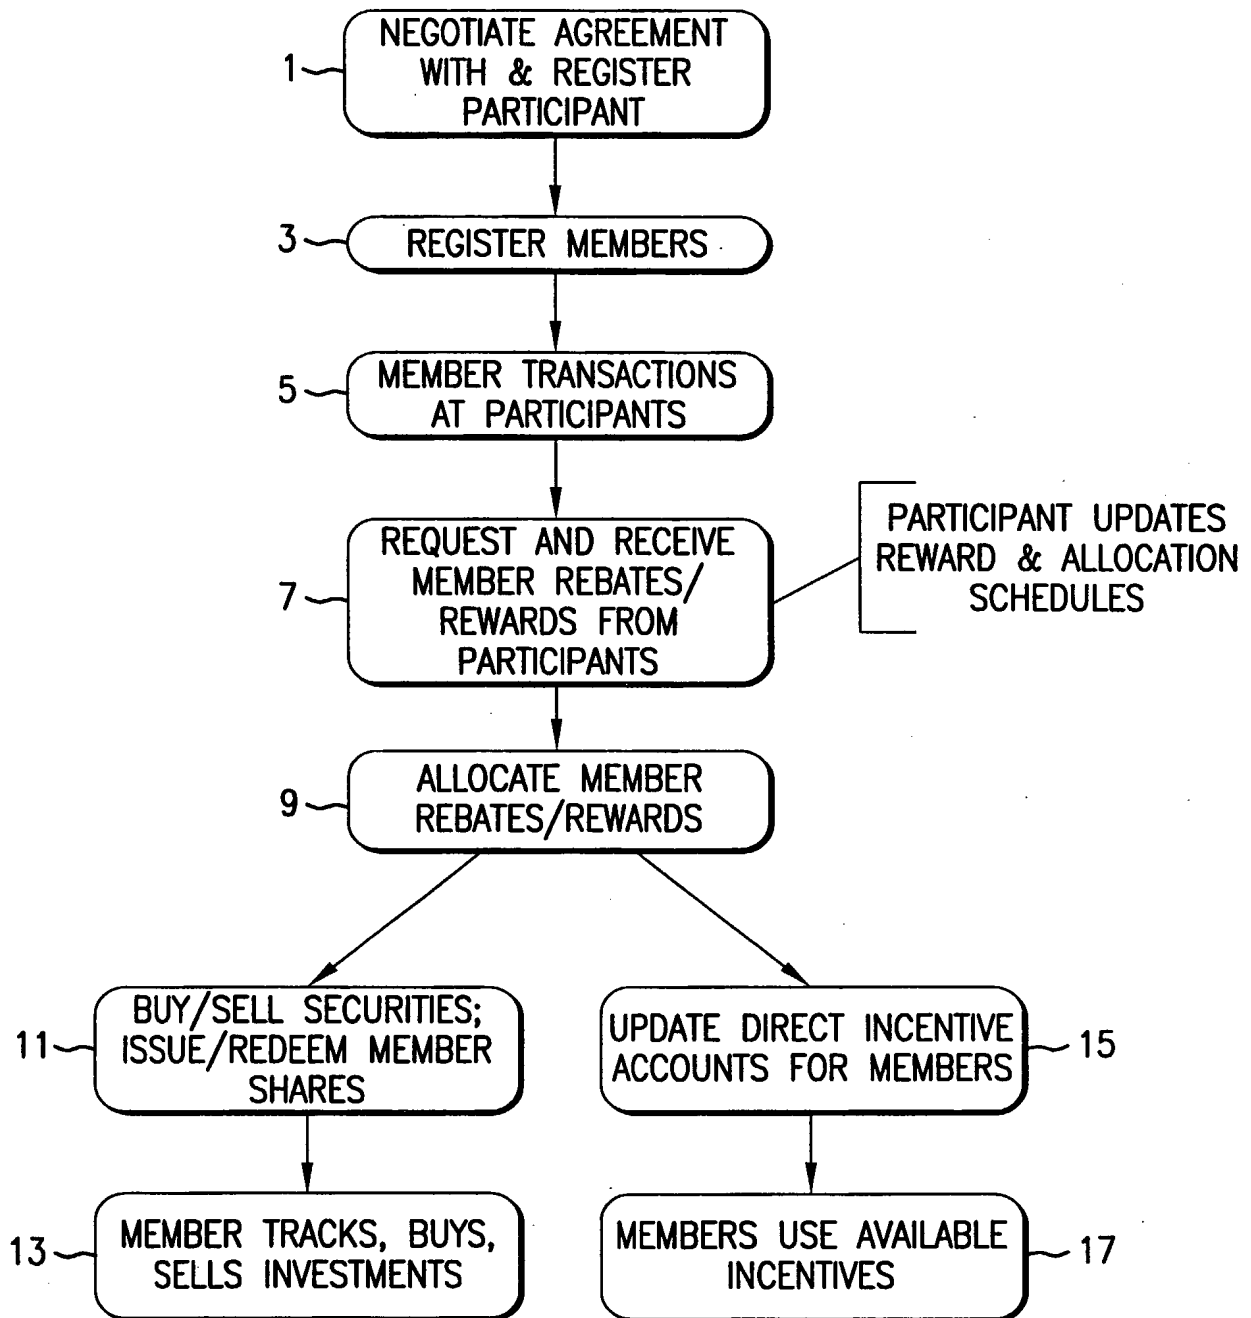 NEGOTIATE AGREEMENT
WITH & REGISTER
PARTICIPANT
1
REGISTER MEMBERS
3
MEMBER TRANSACTIONS
AT PARTICIPANTS
5
REQUEST AND RECEIVE
MEMBER REBATES/
REWARDS FROM
PARTICIPANTS
7
PARTICIPANT UPDATES
REWARD & ALLOCATION
SCHEDULES
ALLOCATE MEMBER
REBATES/REWARDS
9
BUY/SELL SECURITIES;
ISSUE/REDEEM MEMBER
SHARES
11
UPDATE DIRECT INCENTIVE
ACCOUNTS FOR MEMBERS
15
MEMBER TRACKS, BUYS,
SELLS INVESTMENTS
13
MEMBERS USE AVAILABLE
INCENTIVES
17